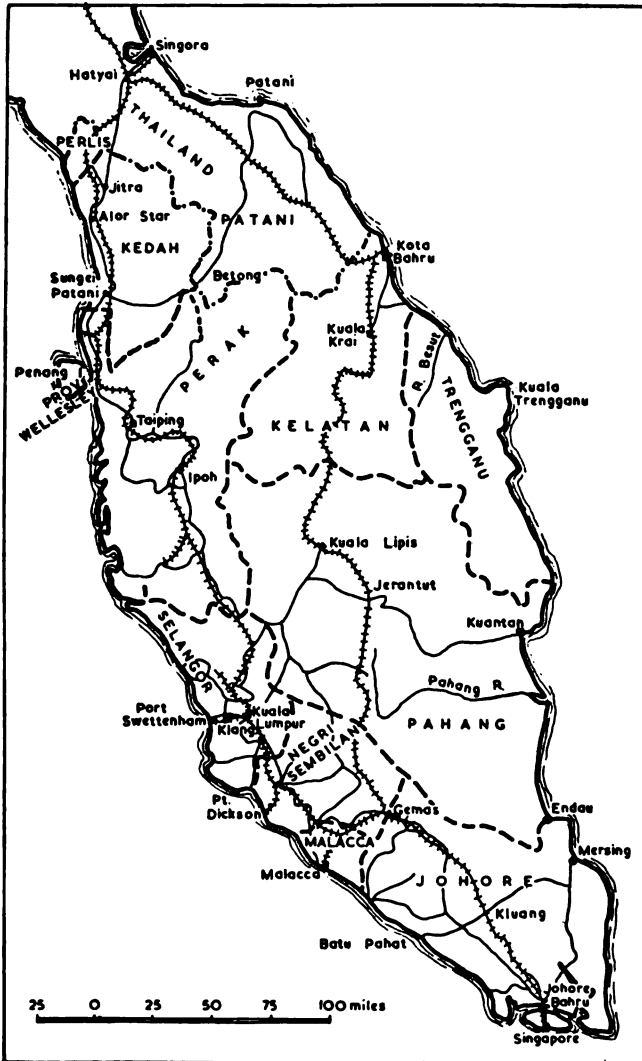 Singora
Hatyai
Patani
THAILAND
PERLIS
Jitra
Alor Star
PATANI
KEDAH
Kota
Bahru
Sungei
Patani
Betong
Kuala
Krai
PERAK
R. Besut
Penang
PROV.
WELLESLEY
TRENGGANU
Kuala
Trengganu
Taiping
KELATAN
Ipoh
Kuala Lipis
Jerantut
Kuantan
SELANGOR
Pahang R.
Port
Swettenham
Kuala
Lumpur
Klang
PAHANG
NEGRI
SEMBILAN
Pt.
Dickson
Gemas
Endau
MALACCA
Mersing
Malacca
JOHORE
Kluang
Batu Pahat
25 0 25 50 75 100 miles
Johore
Bahru
Singapore